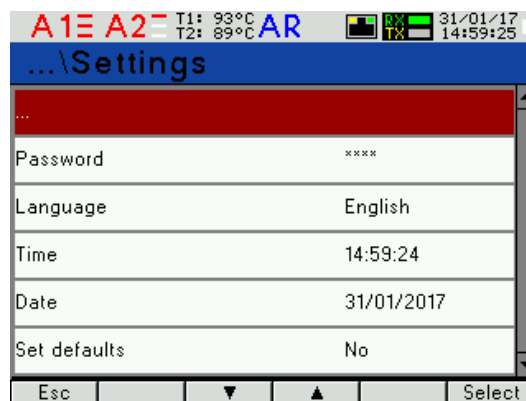 A1 A2 T1: 93°C AR RX 31/01/17
T2: 89°C TX 14:59:25
...\Settings
...
Password ****
Language English
Time 14:59:24
Date 31/01/2017
Set defaults No
Esc ▼ ▲ Select